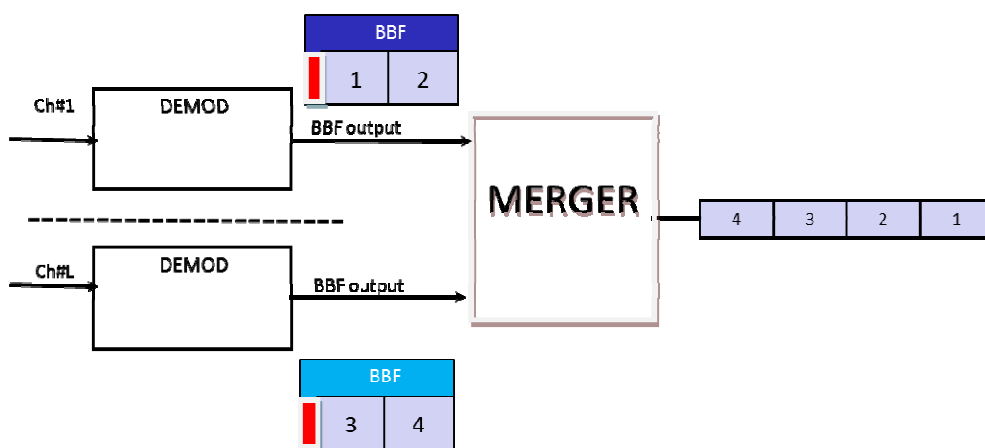 BBF
1 2
Ch#1
DEMOD
BBF output
MERGER
4 3 2 1
Ch#L
DEMOD
BBF output
BBF
3 4